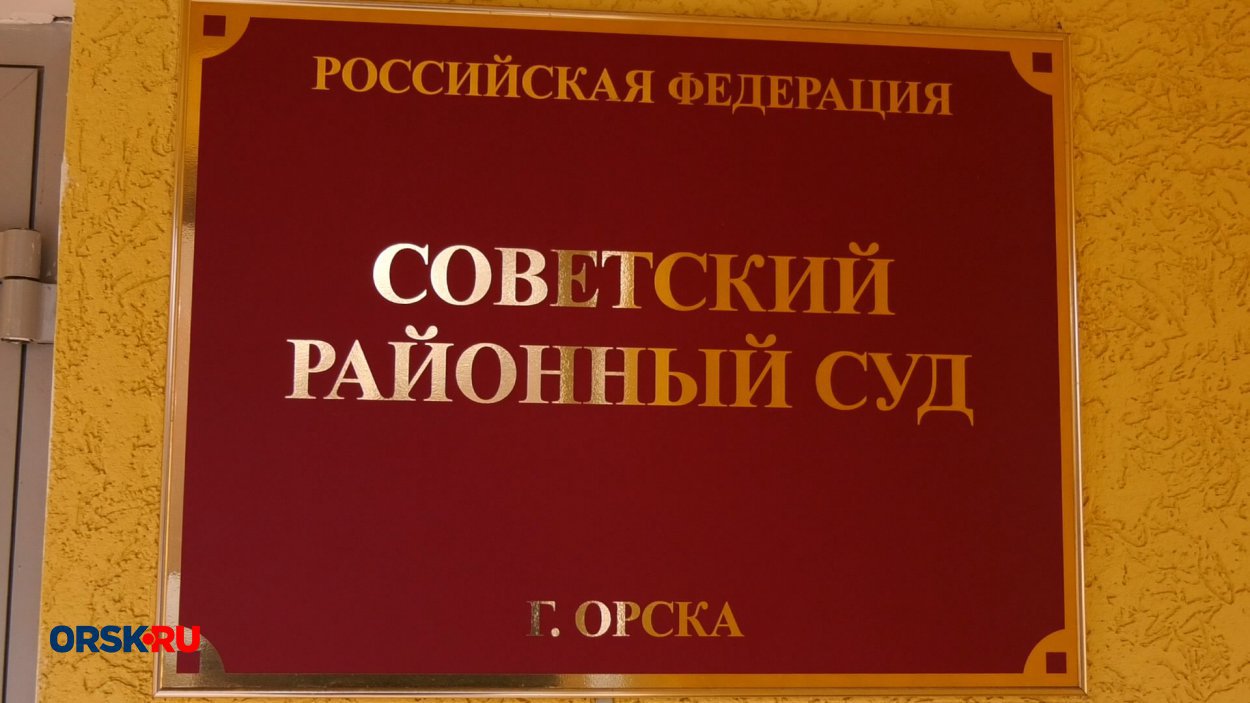 РОССИЙСКАЯ ФЕДЕРАЦИЯ
СОВЕТСКИЙ
РАЙОННЫЙ СУД
Г. ОРСКА
ORSK.RU